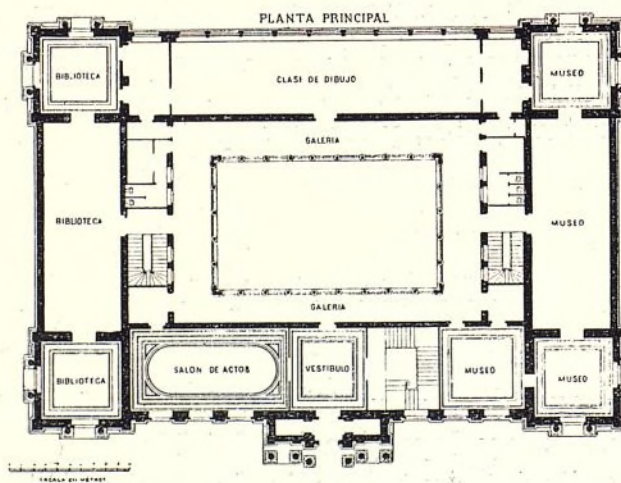 PLANTA PRINCIPAL
BIBLIOTECA
CLASE DE DIBUJO
MUSEO
GALERIA
BIBLIOTECA
MUSEO
GALERIA
BIBLIOTECA
SALON DE ACTOS
VESTIBULO
MUSEO
MUSEO
ESCALA EN METROS